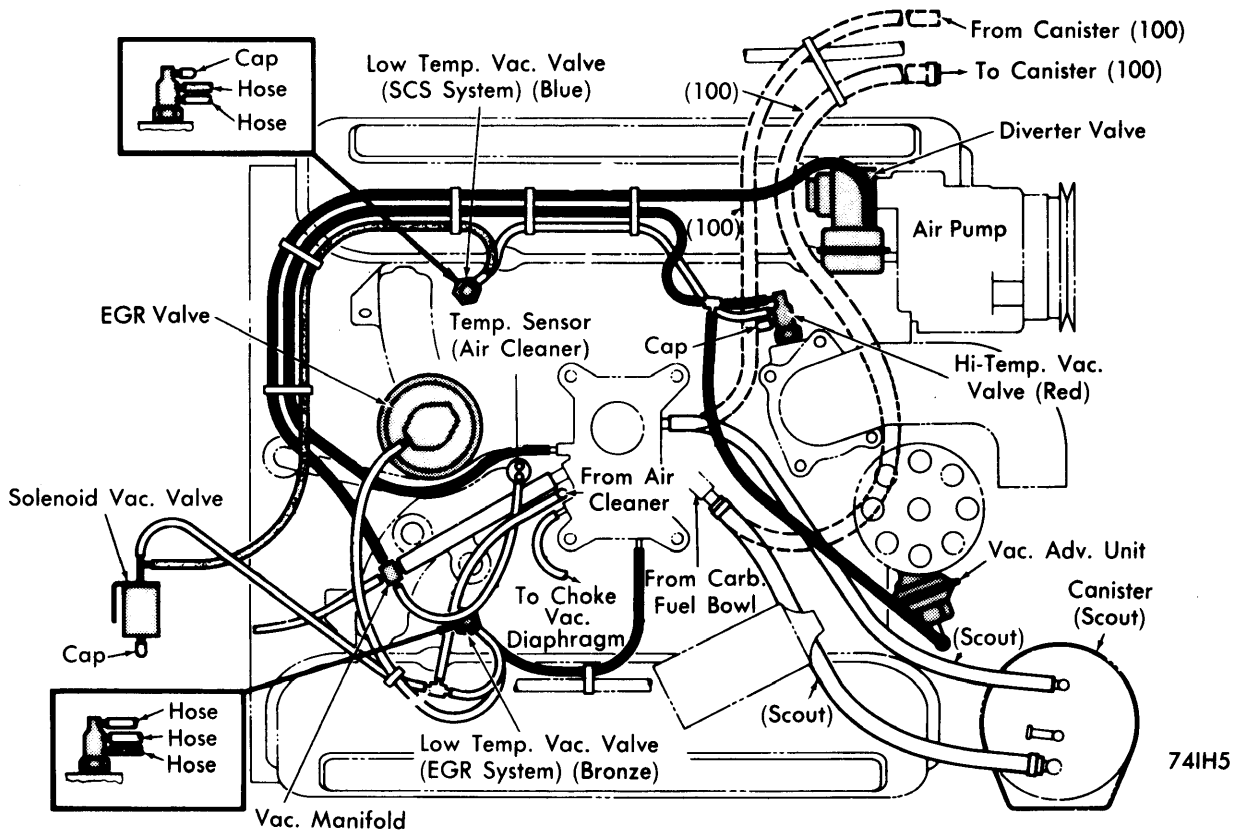 From Canister (100)
Cap
Hose
Hose
Low Temp. Vac. Valve
(SCS System) (Blue)
To Canister (100)
(100)
Diverter Valve
(100)
Air Pump
EGR Valve
Temp. Sensor
(Air Cleaner)
Cap
Hi-Temp. Vac.
Valve (Red)
From Air
Cleaner
Solenoid Vac. Valve
Vac. Adv. Unit
From Carb.
Fuel Bowl
To Choke
Vac.
Diaphragm
Canister
(Scout)
Cap
(Scout)
(Scout)
Hose
Hose
Hose
Low Temp. Vac. Valve
(EGR System) (Bronze)
74IH5
Vac. Manifold